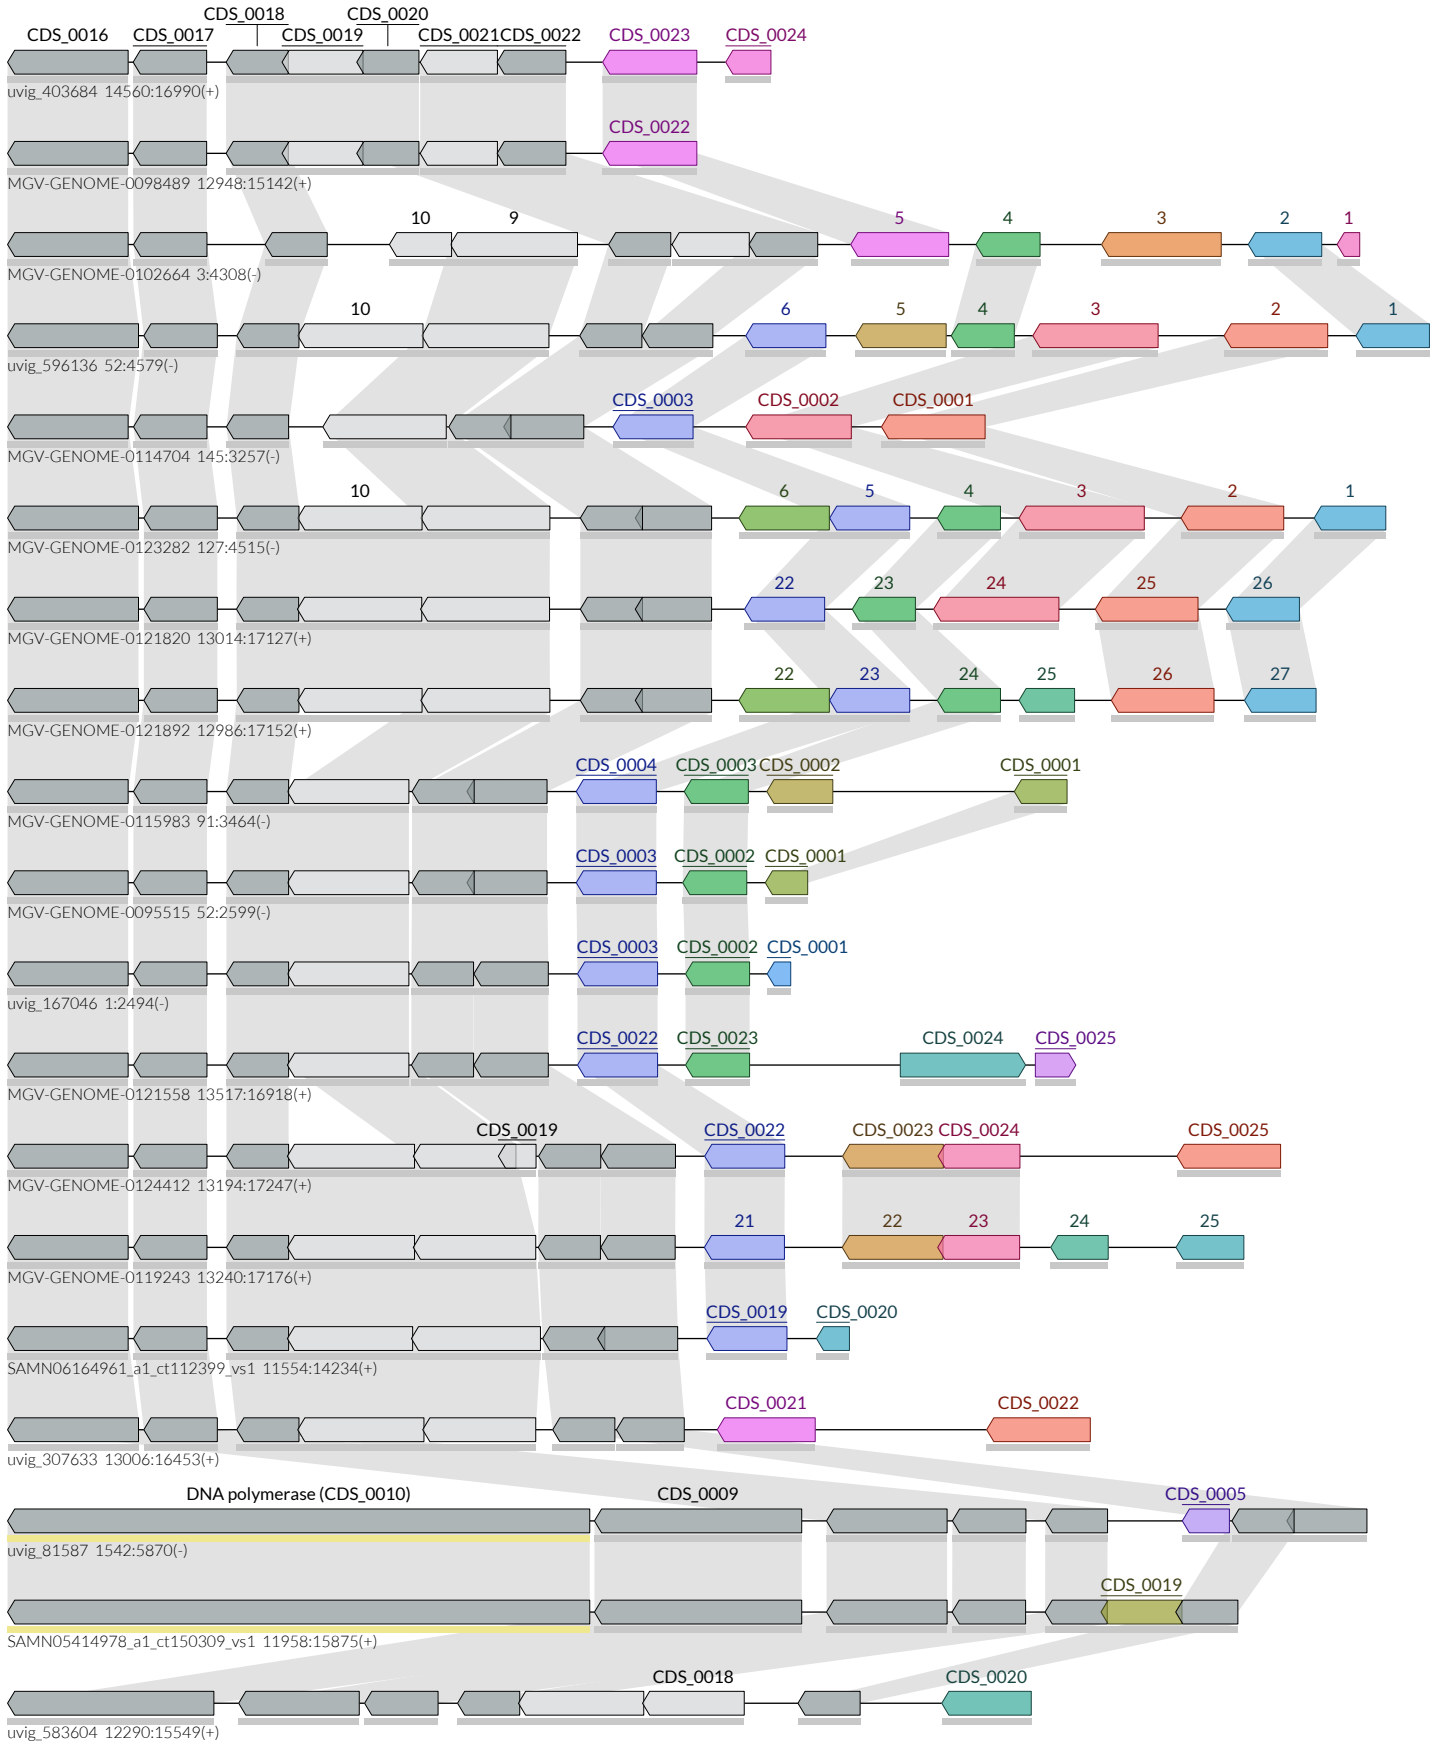 CDS_0018 CDS_0020
CDS_0016 CDS_0017 CDS_0019 CDS_0021 CDS_0022 CDS_0023 CDS_0024
uvig_403684 14560:16990(+)
CDS_0022
MGV-GENOME-0098489 12948:15142(+)
10 9 5 4 3 2 1
MGV-GENOME-0102664 3:4308(-)
10 6 5 4 3 2 1
uvig_596136 52:4579(-)
CDS_0003 CDS_0002 CDS_0001
MGV-GENOME-0114704 145:3257(-)
10 6 5 4 3 2 1
MGV-GENOME-0123282 127:4515(-)
22 23 24 25 26
MGV-GENOME-0121820 13014:17127(+)
22 23 24 25 26 27
MGV-GENOME-0121892 12986:17152(+)
CDS_0004 CDS_0003 CDS_0002 CDS_0001
MGV-GENOME-0115983 91:3464(-)
CDS_0003 CDS_0002 CDS_0001
MGV-GENOME-0095515 52:2599(-)
CDS_0003 CDS_0002 CDS_0001
uvig_167046 1:2494(-)
CDS_0022 CDS_0023 CDS_0024 CDS_0025
MGV-GENOME-0121558 13517:16918(+)
CDS_0019 CDS_0022 CDS_0023 CDS_0024 CDS_0025
MGV-GENOME-0124412 13194:17247(+)
21 22 23 24 25
MGV-GENOME-0119243 13240:17176(+)
CDS_0019 CDS_0020
SAMN06164961_a1_ct112399_vs1 11554:14234(+)
CDS_0021 CDS_0022
uvig_307633 13006:16453(+)
DNA polymerase (CDS_0010) CDS_0009 CDS_0005
uvig_81587 1542:5870(-)
CDS_0019
SAMN05414978_a1_ct150309_vs1 11958:15875(+)
CDS_0018 CDS_0020
uvig_583604 12290:15549(+)